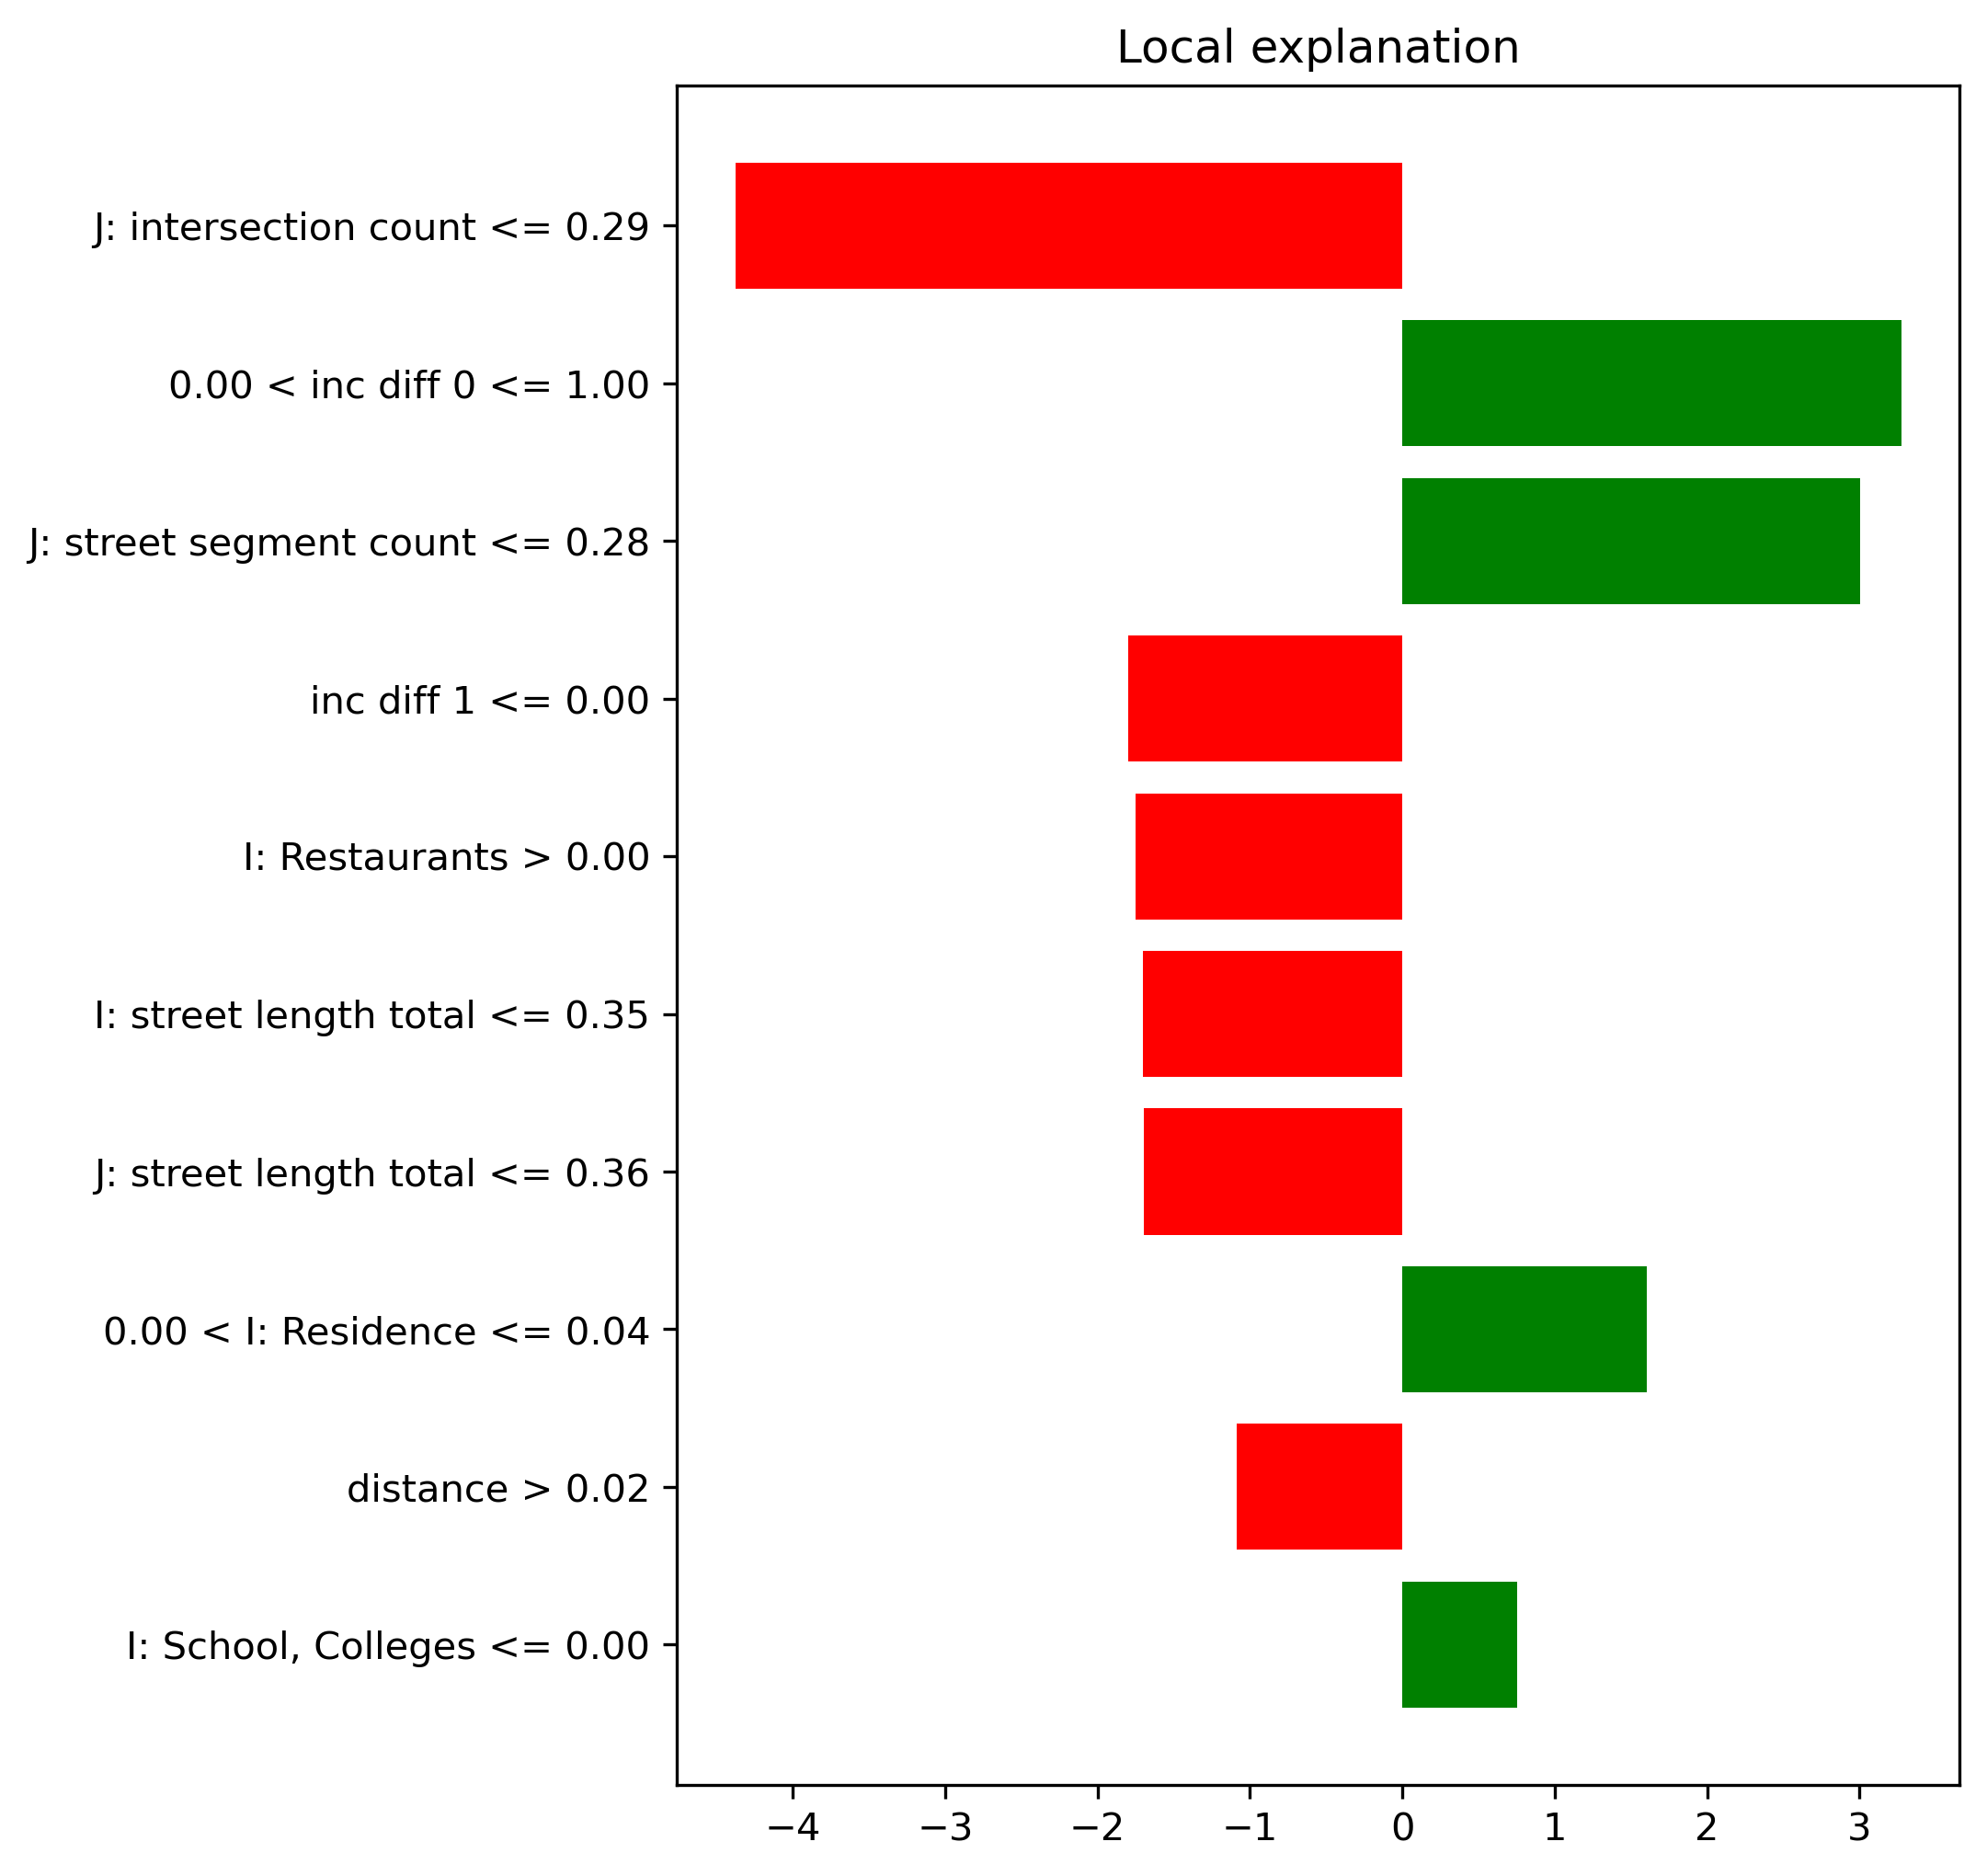 Local explanation
J: intersection count <= 0.29
0.00 < inc diff 0 <= 1.00
J: street segment count <= 0.28
inc diff 1 <= 0.00
I: Restaurants > 0.00
I: street length total <= 0.35
J: street length total <= 0.36
0.00 < I: Residence <= 0.04
distance > 0.02
I: School, Colleges <= 0.00
−4 −3 −2 −1 0 1 2 3